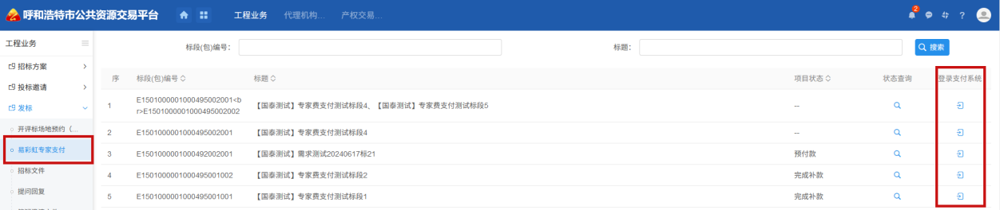 呼和浩特市公共资源交易平台 工程业务 代理机构... 产权交易... 2
工程业务
标段(包)编号： 标题： 搜索
招标方案
序 标段(包)编号 标题 项目状态 状态查询 登录支付系统
投标邀请
1 E1501000001000495002001<b
r>E1501000001000495002002 【国泰测试】专家费支付测试标段4、【国泰测试】专家费支付测试标段5 --
发标
开评标场地预约（...
2 E1501000001000495002001 【国泰测试】专家费支付测试标段4 --
易彩虹专家支付
3 E1501000001000492002001 【国泰测试】需求测试20240617标21 预付款
招标文件
4 E1501000001000495001002 【国泰测试】专家费支付测试标段2 完成补款
提问回复
5 E1501000001000495001001 【国泰测试】专家费支付测试标段1 完成补款